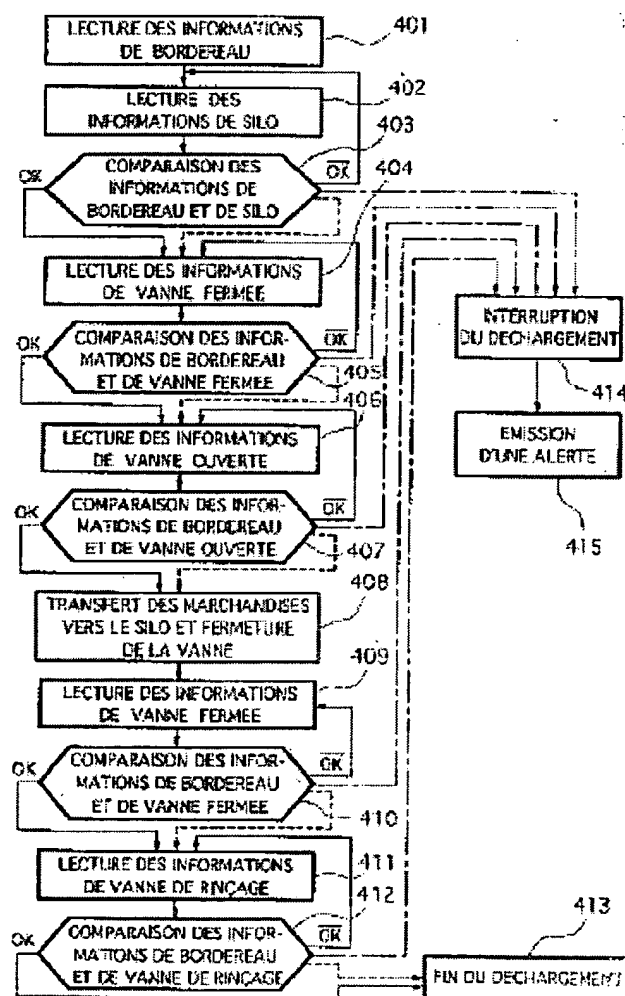 LECTURE DES INFORMATIONS
DE BORDEREAU
401
LECTURE DES
INFORMATIONS DE SILO
402
403
COMPARAISON DES
INFORMATIONS DE
BORDEREAU ET DE SILO
OK
OK
404
LECTURE DES INFORMATIONS
DE VANNE FERMEE
COMPARAISON DES INFOR-
MATIONS DE BORDEREAU
ET DE VANNE FERMEE
OK
OK
405
406
LECTURE DES INFORMATIONS
DE VANNE OUVERTE
COMPARAISON DES INFOR-
MATIONS DE BORDEREAU
ET DE VANNE OUVERTE
OK
OK
407
408
TRANSFERT DES MARCHANDISES
VERS LE SILO ET FERMETURE
DE LA VANNE
409
LECTURE DES INFORMATIONS
DE VANNE FERMEE
COMPARAISON DES INFOR-
MATIONS DE BORDEREAU
ET DE VANNE FERMEE
OK
OK
410
LECTURE DES INFORMATIONS
DE VANNE DE RINÇAGE
411
412
COMPARAISON DES INFOR-
MATIONS DE BORDEREAU
ET DE VANNE DE RINÇAGE
OK
OK
413
FIN DU DECHARGEMENT
INTERRUPTION
DU DECHARGEMENT
414
EMISSION
D'UNE ALERTE
415